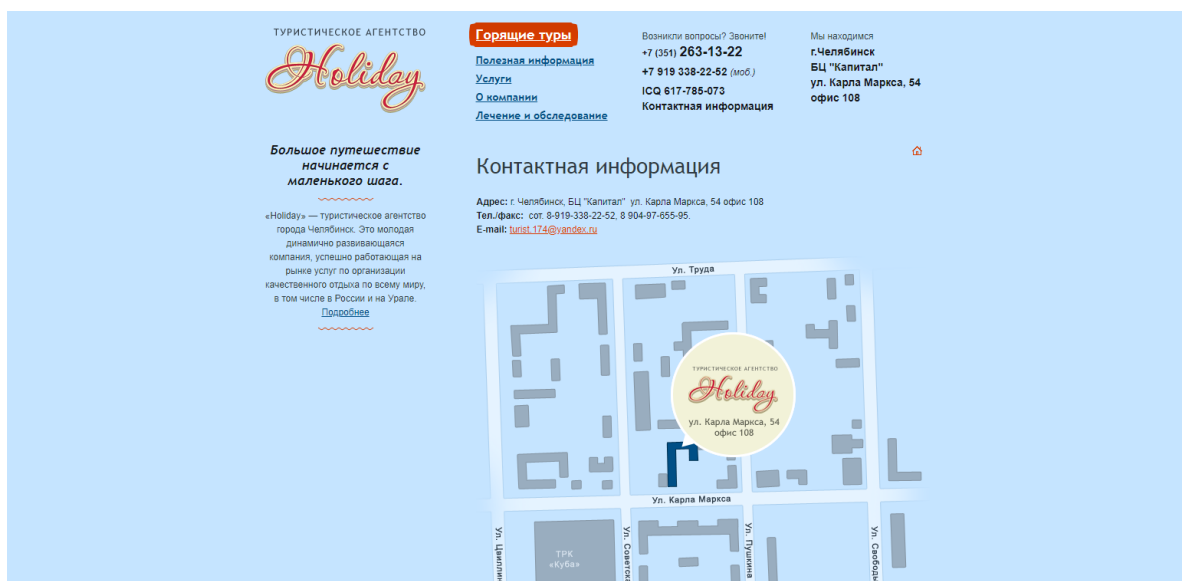 ТУРИСТИЧЕСКОЕ АГЕНТСТВО
Holiday
Горящие туры
Полезная информация
Услуги
О компании
Лечение и обследование
Возникли вопросы? Звоните!
+7 (351) 263-13-22
+7 919 338-22-52 (моб.)
ICQ 617-785-073
Контактная информация
Мы находимся
г.Челябинск
БЦ "Капитал"
ул. Карла Маркса, 54
офис 108
Большое путешествие
начинается с
маленького шага.
«Holiday» — туристическое агентство
города Челябинск. Это молодая
динамично развивающаяся
компания, успешно работающая на
рынке услуг по организации
качественного отдыха по всему миру,
в том числе в России и на Урале.
Подробнее
Контактная информация
Адрес: г. Челябинск, БЦ "Капитал" ул. Карла Маркса, 54 офис 108
Тел./факс: сот. 8-919-338-22-52, 8 904-97-655-95.
E-mail: turist.174@yandex.ru
Ул. Труда
ТУРИСТИЧЕСКОЕ АГЕНТСТВО
Holiday
ул. Карла Маркса, 54
офис 108
Ул. Карла Маркса
ТРК
«Куба»
Ул. Цвиллин
Ул. Советска
Ул. Пушкина
Ул. Свободы